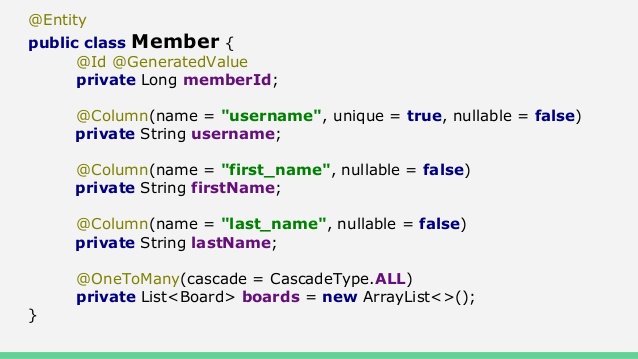 @Entity
public class Member {
@Id @GeneratedValue
private Long memberId;
@Column(name = "username", unique = true, nullable = false)
private String username;
@Column(name = "first_name", nullable = false)
private String firstName;
@Column(name = "last_name", nullable = false)
private String lastName;
@OneToMany(cascade = CascadeType.ALL)
private List<Board> boards = new ArrayList<>();
}